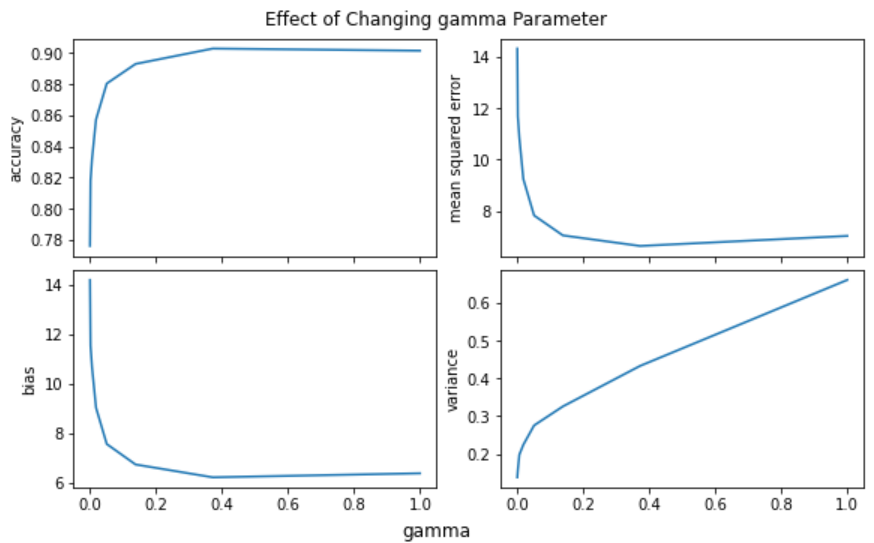 Effect of Changing gamma Parameter
accuracy
0.90
0.88
0.86
0.84
0.82
0.80
0.78
mean squared error
14
12
10
8
bias
14
12
10
8
6
0.0 0.2 0.4 0.6 0.8 1.0
variance
0.6
0.5
0.4
0.3
0.2
0.0 0.2 0.4 0.6 0.8 1.0
gamma